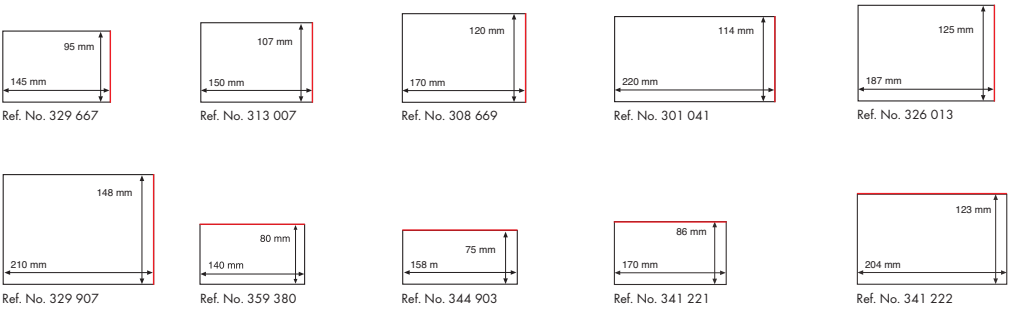 95 mm
145 mm
Ref. No. 329 667
107 mm
150 mm
Ref. No. 313 007
120 mm
170 mm
Ref. No. 308 669
114 mm
220 mm
Ref. No. 301 041
125 mm
187 mm
Ref. No. 326 013
148 mm
210 mm
Ref. No. 329 907
80 mm
140 mm
Ref. No. 359 380
75 mm
158 m
Ref. No. 344 903
86 mm
170 mm
Ref. No. 341 221
123 mm
204 mm
Ref. No. 341 222